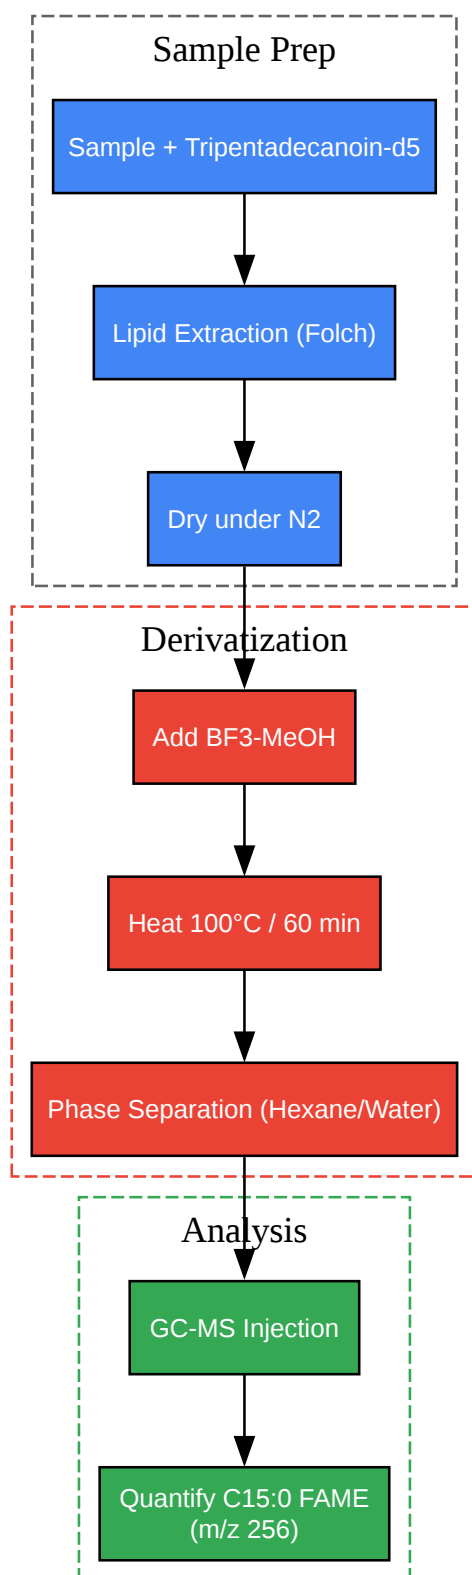 Sample Prep
Sample + Tripentadecanoin-d5
Lipid Extraction (Folch)
Dry under N2
Derivatization
Add BF3-MeOH
Heat 100°C / 60 min
Phase Separation (Hexane/Water)
Analysis
GC-MS Injection
Quantify C15:0 FAME
(m/z 256)